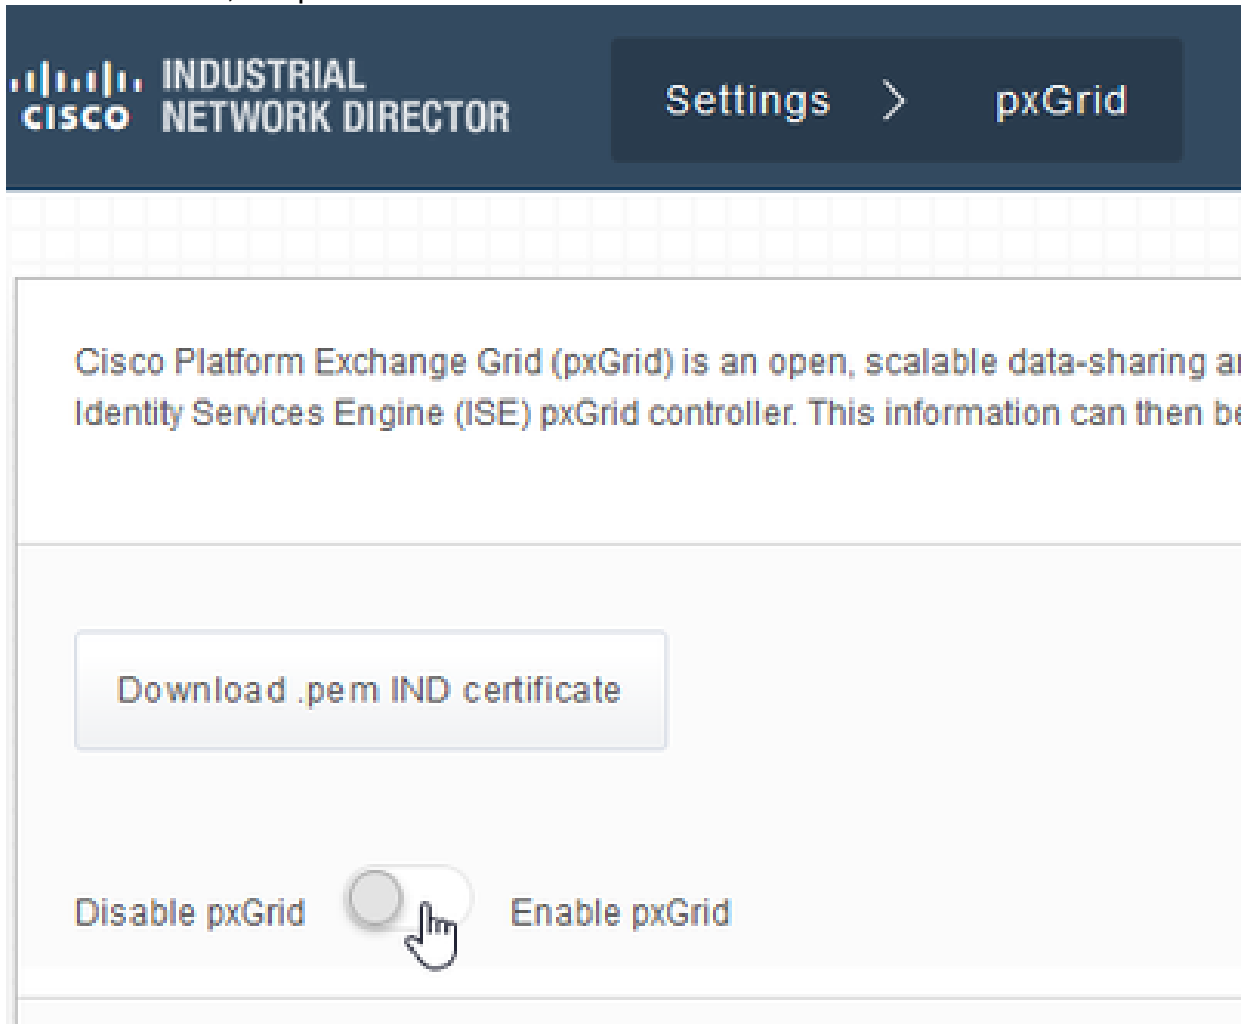 INDUSTRIAL
CISCO NETWORK DIRECTOR
Settings > pxGrid
Cisco Platform Exchange Grid (pxGrid) is an open, scalable data-sharing
Identity Services Engine (ISE) pxGrid controller. This information can then be
Download .pem IND certificate
Disable pxGrid Enable pxGrid